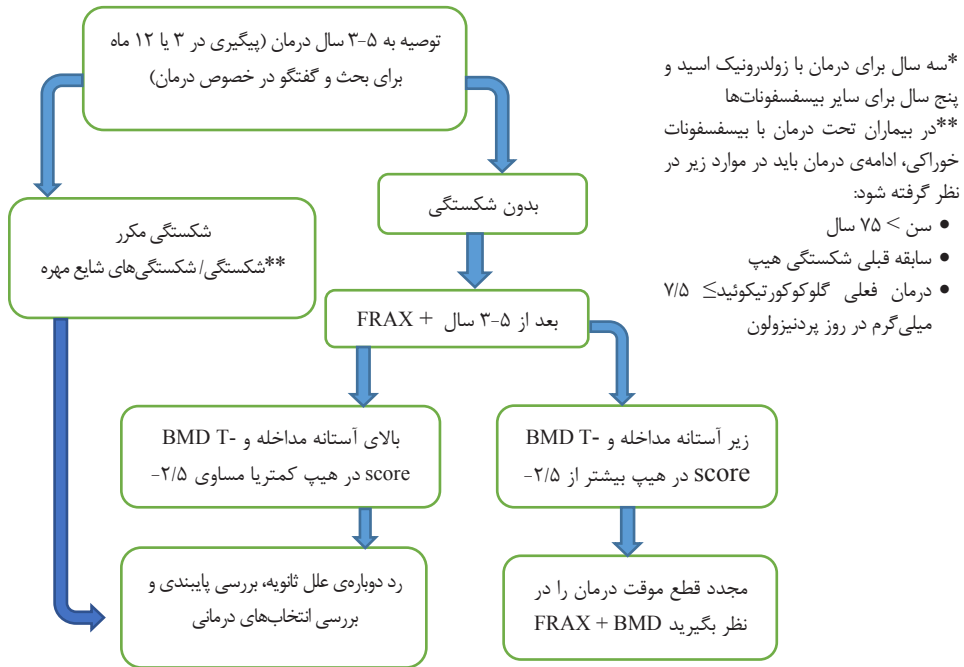 توصیه به ۵-۳ سال درمان (پیگیری در ۳ یا ۱۲ ماه
برای بحث و گفتگو در خصوص درمان)
*سه سال برای درمان با زولدرونیک اسید و
پنج سال برای سایر بیسفسفونات‌ها
**در بیماران تحت درمان با بیسفسفونات
خوراکی، ادامه‌ی درمان باید در موارد زیر در
نظر گرفته شود:
• سن > ۷۵ سال
• سابقه قبلی شکستگی هیپ
• درمان فعلی گلوکوکورتیکوئید≥ ۷/۵
میلی‌گرم در روز پردنیزولون
بدون شکستگی
شکستگی مکرر
**شکستگی/ شکستگی‌های شایع مهره
بعد از ۵-۳ سال + FRAX
زیر آستانه مداخله و BMD T-
score در هیپ بیشتر از ۲/۵-
بالای آستانه مداخله و BMD T-
score در هیپ کمتریا مساوی ۲/۵-
مجدد قطع موقت درمان را در
نظر بگیرید FRAX + BMD
رد دوباره‌ی علل ثانویه، بررسی پایبندی و
بررسی انتخاب‌های درمانی